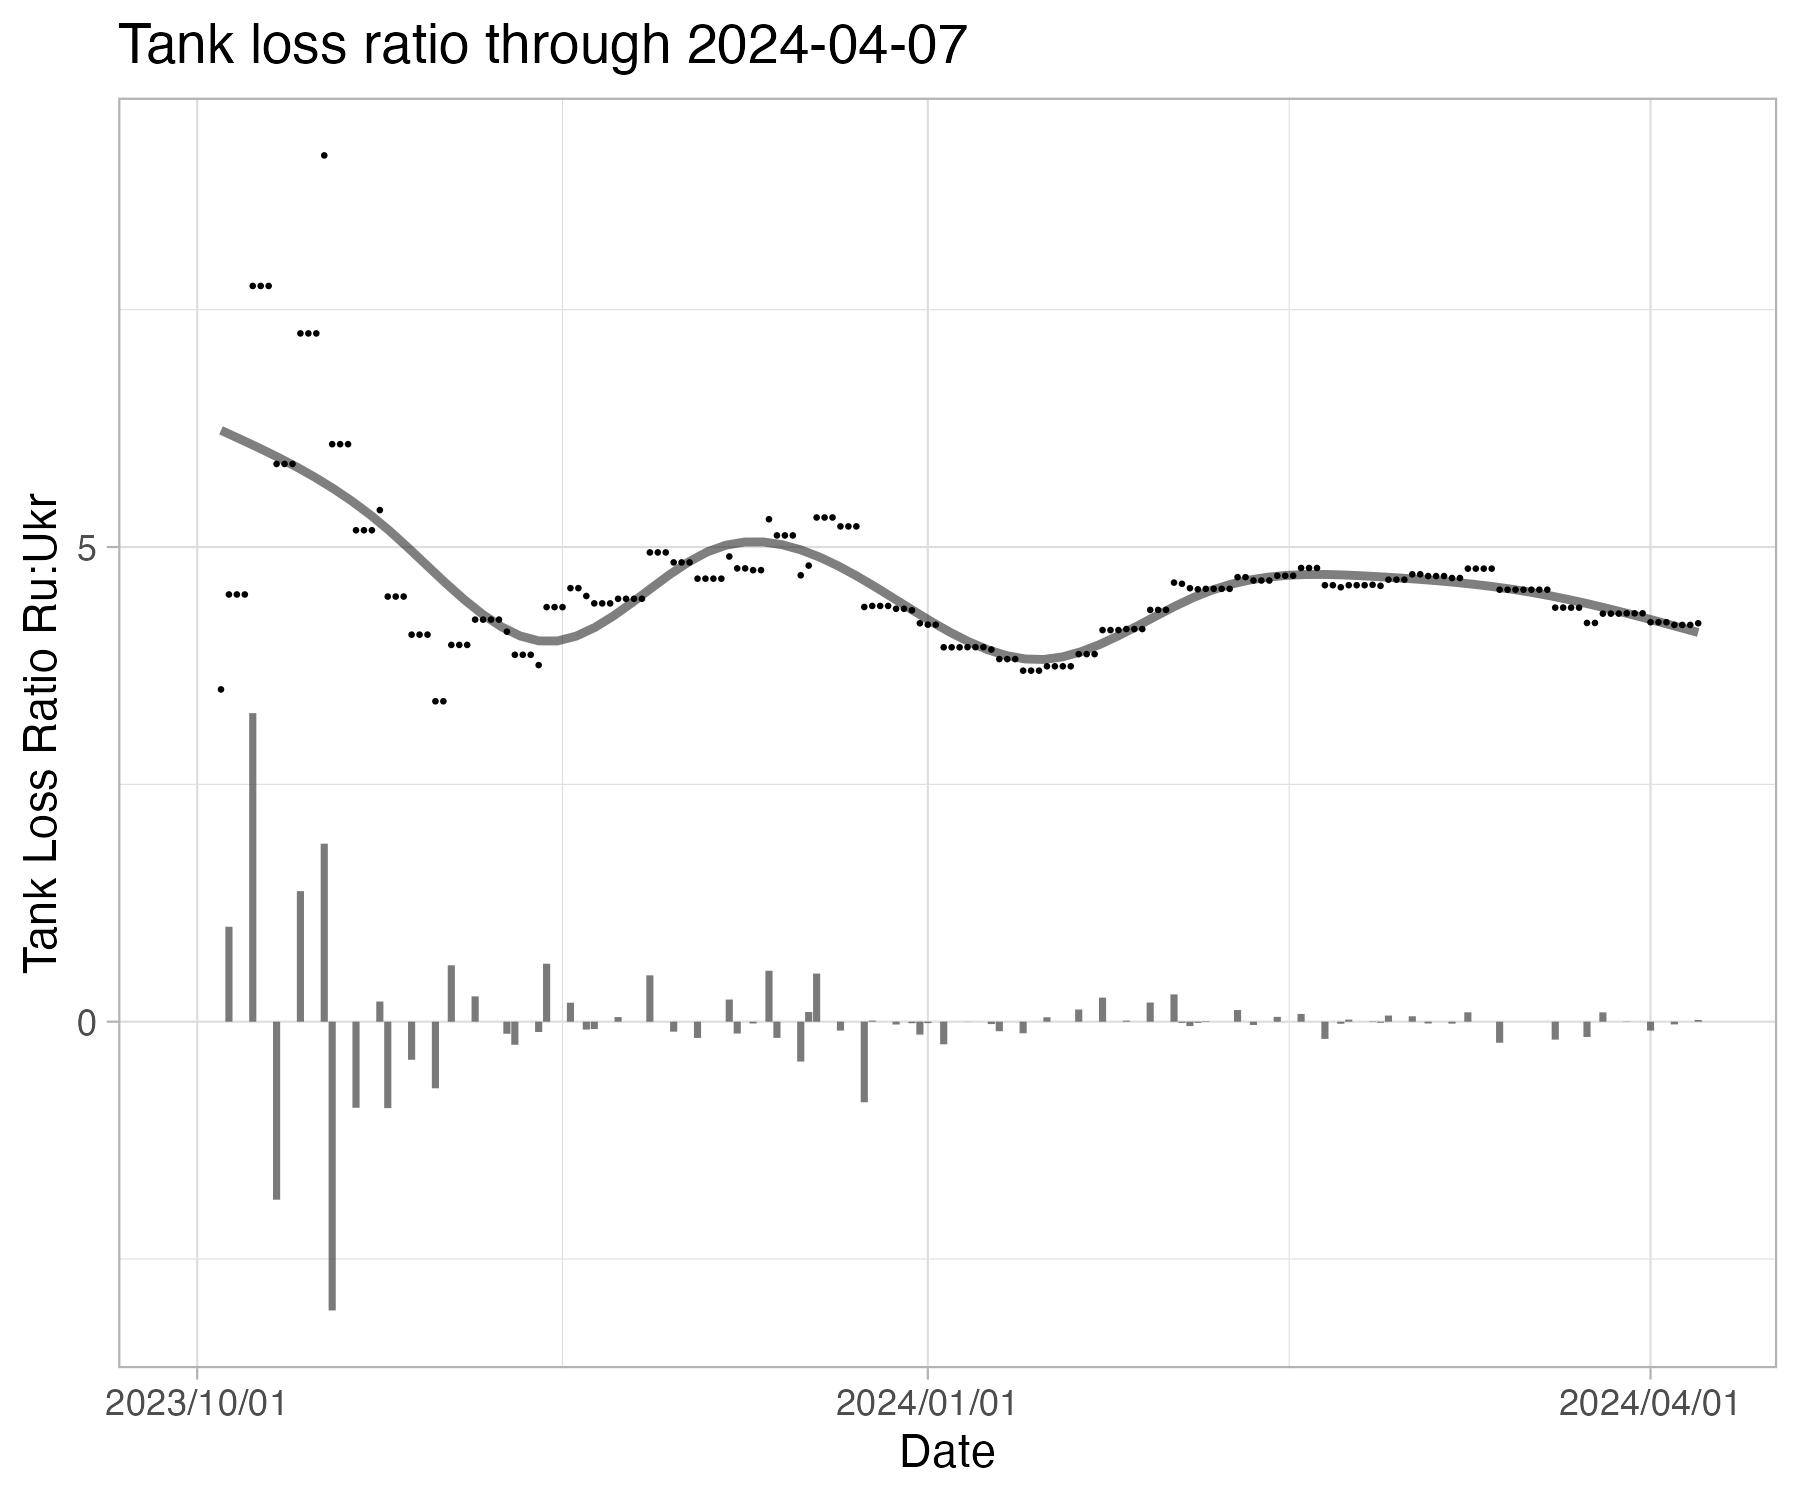 Tank loss ratio through 2024-04-07
Tank Loss Ratio Ru:Ukr
5
0
2023/10/01
2024/01/01
2024/04/01
Date